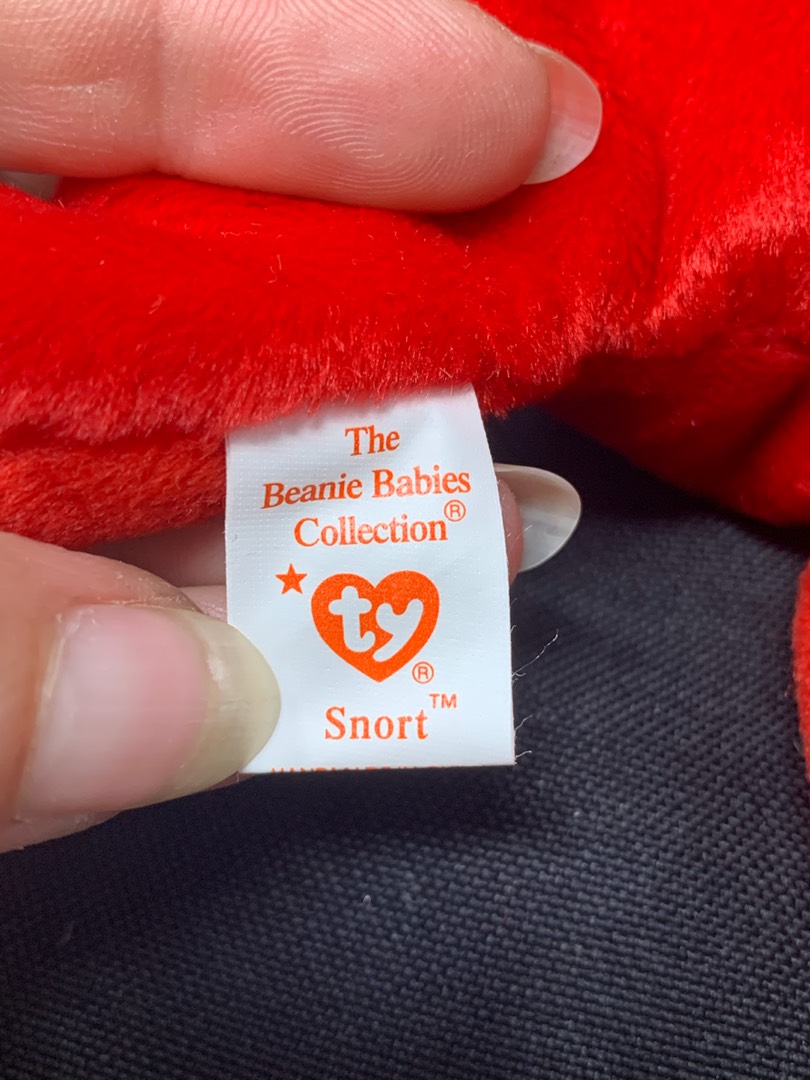 The
Beanie Babies
Collection®
★ ty ®
Snort™